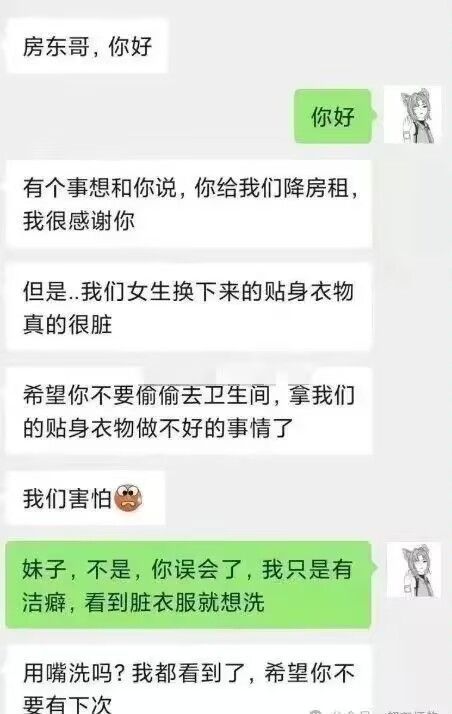 房东哥，你好
你好
有个事想和你说，你给我们降房租，
我很感谢你
但是..我们女生换下来的贴身衣物
真的很脏
希望你不要偷偷去卫生间，拿我们
的贴身衣物做不好的事情了
我们害怕
妹子，不是，你误会了，我只是有
洁癖，看到脏衣服就想洗
用嘴洗吗？我都看到了，希望你不
要有下次